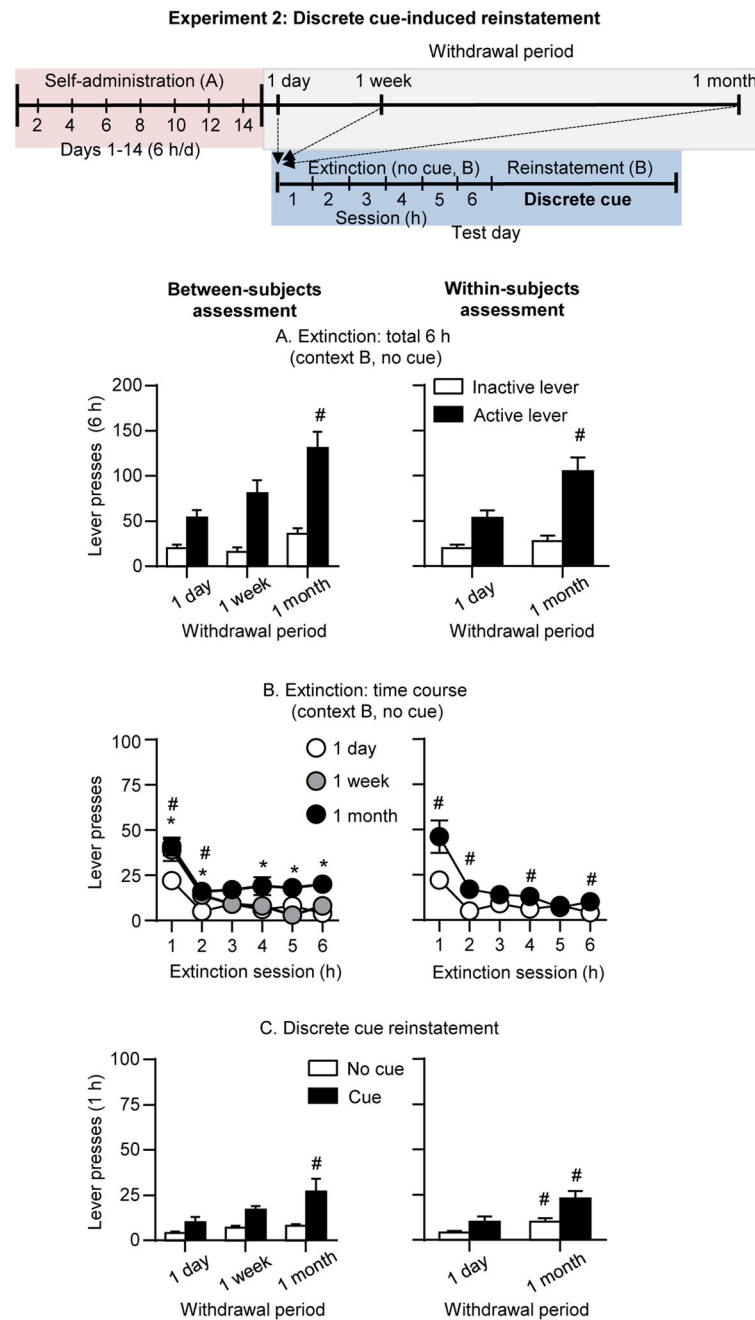 Experiment 2: Discrete cue-induced reinstatement
Withdrawal period
Self-administration (A)
1 day
1 week
1 month
2 4 6 8 10 12 14
Days 1-14 (6 h/d)
Extinction (no cue, B)
Reinstatement (B)
1 2 3 4 5 6
Discrete cue
Session (h)
Test day
Between-subjects
assessment
Within-subjects
assessment
A. Extinction: total 6 h
(context B, no cue)
Lever presses (6 h)
200
150
100
50
0
#
1 day
1 week
1 month
Withdrawal period
Inactive lever
Active lever
#
1 day
1 month
Withdrawal period
B. Extinction: time course
(context B, no cue)
Lever presses
100
75
50
25
0
1 day
1 week
1 month
#
*
#
*
*
*
*
1 2 3 4 5 6
Extinction session (h)
#
#
#
#
1 2 3 4 5 6
Extinction session (h)
C. Discrete cue reinstatement
Lever presses (1 h)
100
75
50
25
0
No cue
Cue
#
1 day
1 week
1 month
Withdrawal period
#
#
1 day
1 month
Withdrawal period